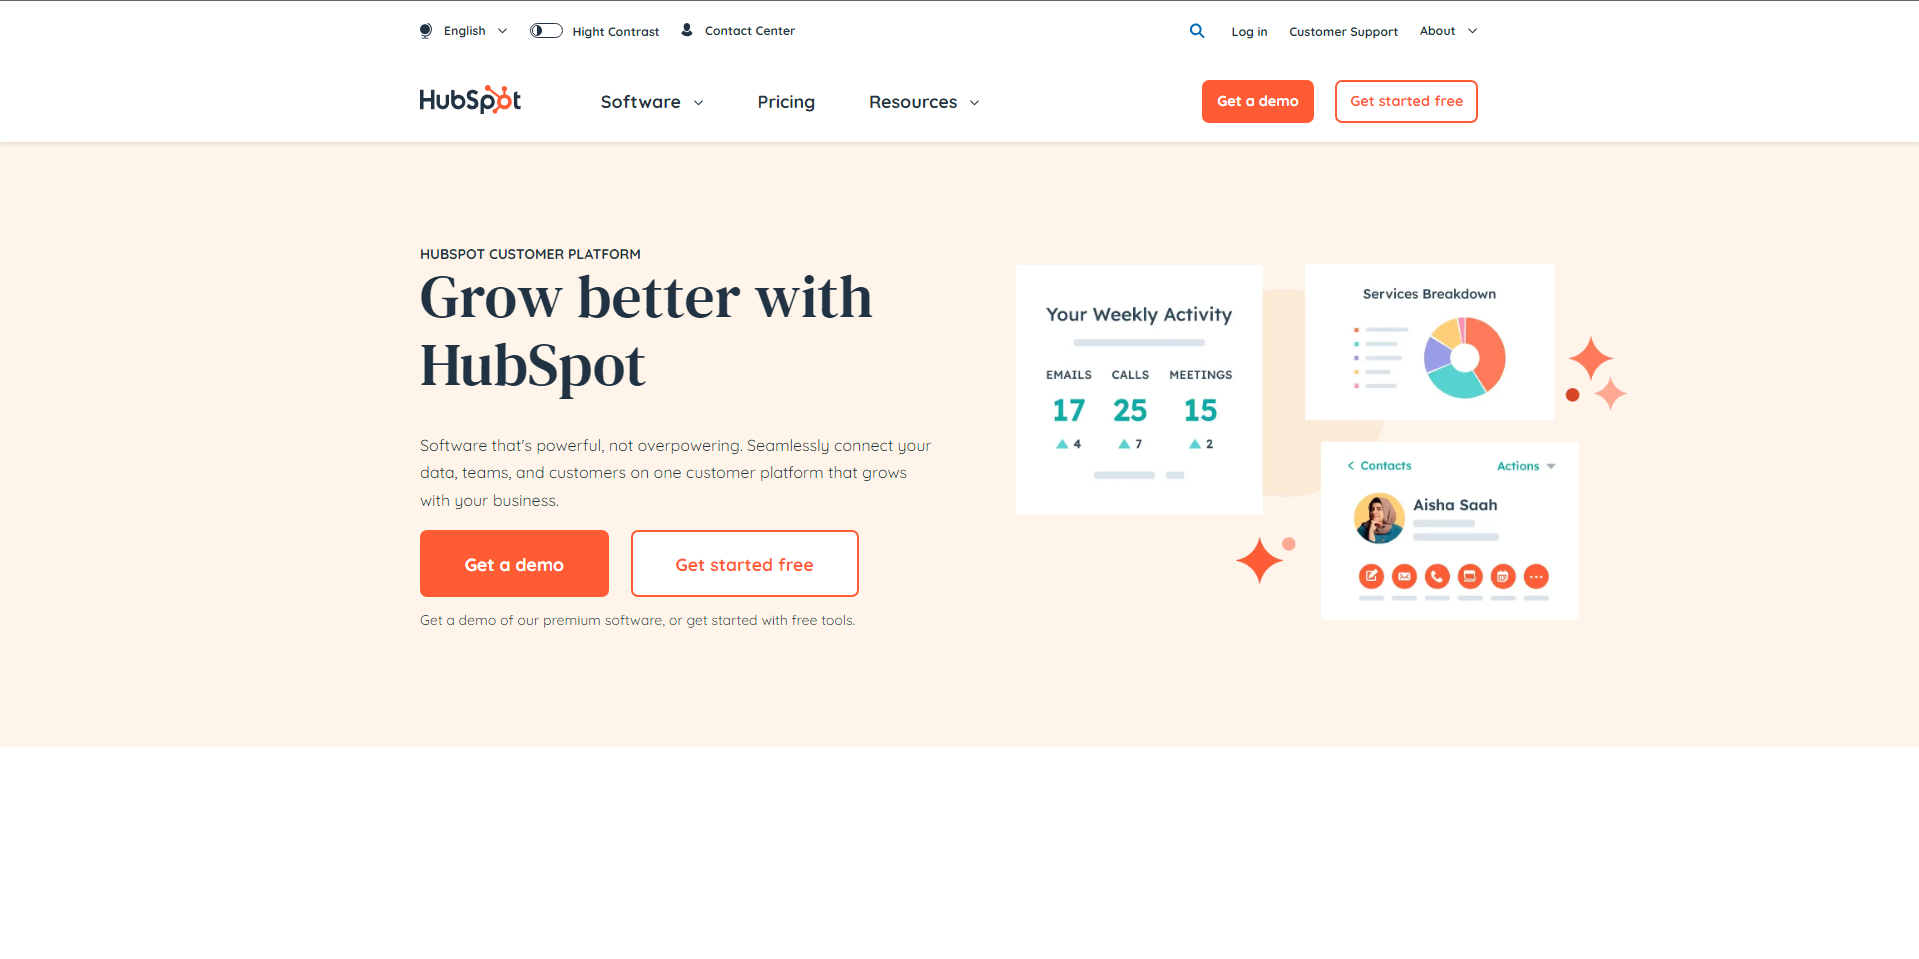 English
Hight Contrast
Contact Center
Log in
Customer Support
About
HubSpot
Software
Pricing
Resources
Get a demo
Get started free
HUBSPOT CUSTOMER PLATFORM
Grow better with
HubSpot
Software that's powerful, not overpowering. Seamlessly connect your
data, teams, and customers on one customer platform that grows
with your business.
Get a demo
Get started free
Get a demo of our premium software, or get started with free tools.
Your Weekly Activity
EMAILS CALLS MEETINGS
17 25 15
4 7 2
Services Breakdown
Contacts
Actions
Aisha Saah